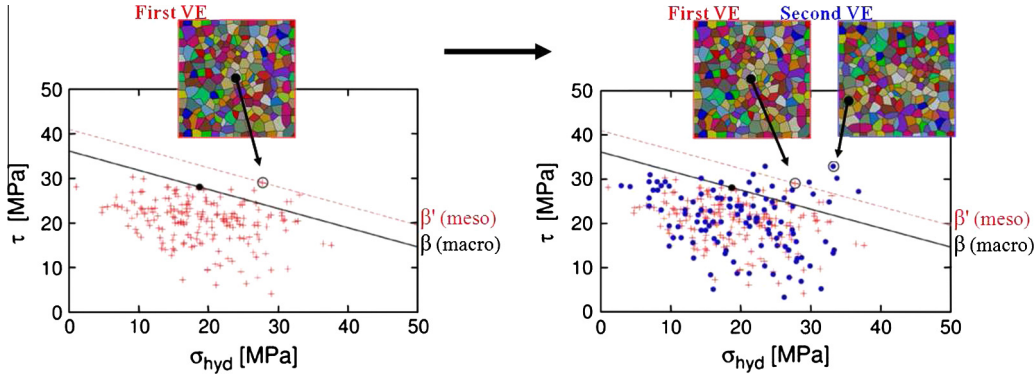 First VE
50
40
30
20
10
0
τ [MPa]
0 10 20 30 40 50
σhyd [MPa]
β' (meso)
β (macro)
First VE Second VE
50
40
30
20
10
0
τ [MPa]
0 10 20 30 40 50
σhyd [MPa]
β' (meso)
β (macro)